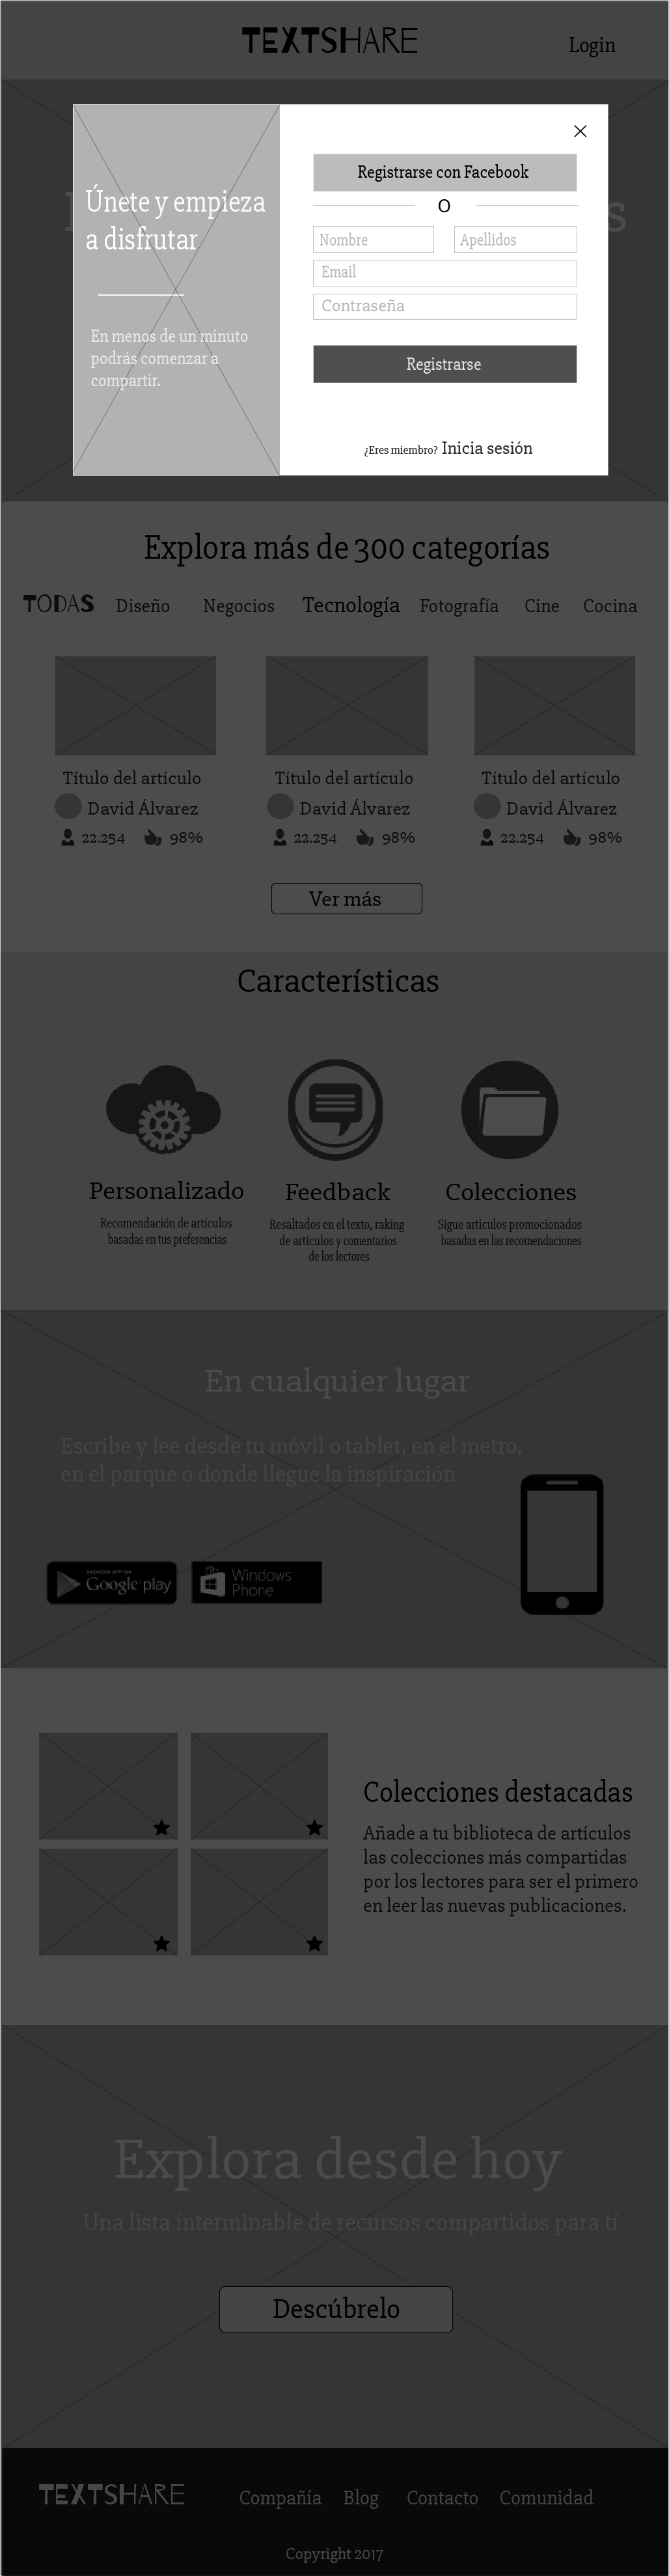 TEXTSHARE
Login
Únete y empieza
a disfrutar
En menos de un minuto
podrás comenzar a
compartir.
Registrarse con Facebook
O
Nombre
Apellidos
Email
Contraseña
Registrarse
¿Eres miembro? Inicia sesión
Explora más de 300 categorías
TODAS Diseño Negocios Tecnología Fotografía Cine Cocina
Título del artículo
David Álvarez
22.254 98%
Título del artículo
David Álvarez
22.254 98%
Título del artículo
David Álvarez
22.254 98%
Ver más
Características
Personalizado
Recomendación de artículos
basadas en tus preferencias
Feedback
Resaltados en el texto, raking
de artículos y comentarios
de los lectores
Colecciones
Sigue artículos promocionados
basadas en las recomendaciones
En cualquier lugar
Escribe y lee desde tu móvil o tablet, en el metro,
en el parque o donde llegue la inspiración
ANDROID APP ON
Google play
Windows
Phone
Colecciones destacadas
Añade a tu biblioteca de artículos
las colecciones más compartidas
por los lectores para ser el primero
en leer las nuevas publicaciones.
Explora desde hoy
Una lista interminable de recursos compartidos para tí
Descúbrelo
TEXTSHARE
Compañía Blog Contacto Comunidad
Copyright 2017